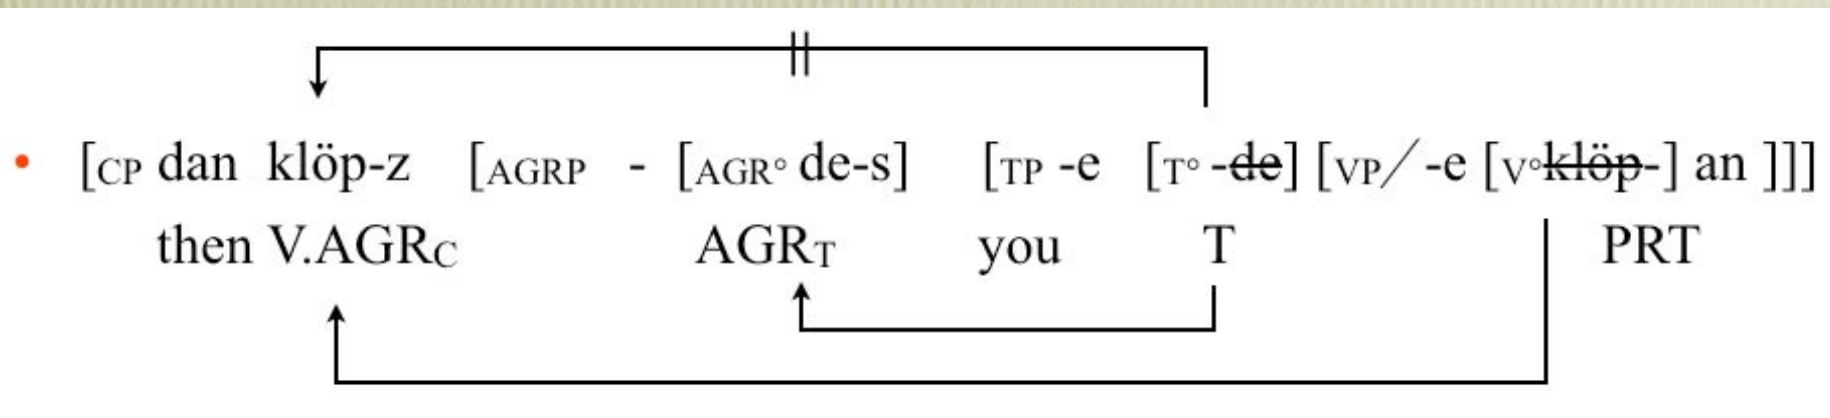 • [CP dan klöp-z [AGRP - [AGR° de-s] [TP -e [T° -de] [VP/ -e [V°klöp-] an ]]]
then V.AGRC AGRT you T PRT